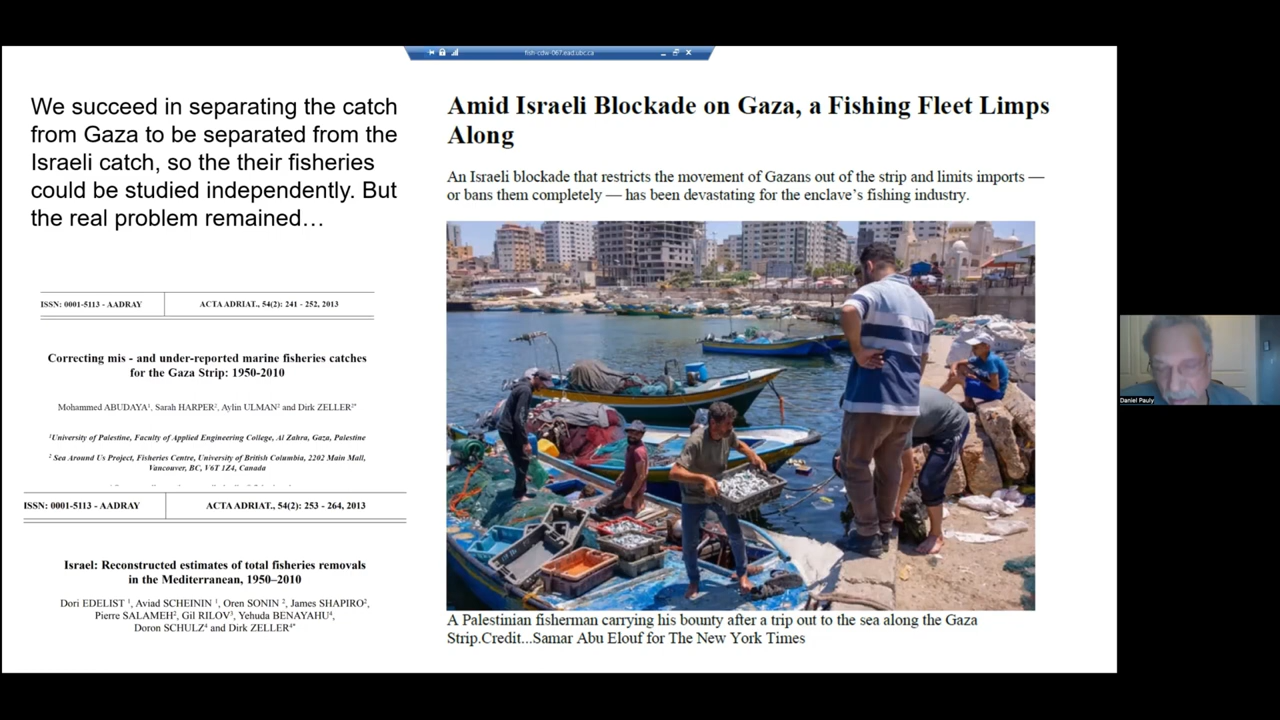 fish-cdw-067.ead.ubc.ca
We succeed in separating the catch
from Gaza to be separated from the
Israeli catch, so the their fisheries
could be studied independently. But
the real problem remained…
ISSN: 0001-5113 - AADRAY
ACTA ADRIAT., 54(2): 241 - 252, 2013
Correcting mis - and under-reported marine fisheries catches
for the Gaza Strip: 1950-2010
Mohammed ABUDAYA¹, Sarah HARPER², Aylin ULMAN² and Dirk ZELLER²*
¹University of Palestine, Faculty of Applied Engineering College, Al Zahra, Gaza, Palestine
² Sea Around Us Project, Fisheries Centre, University of British Columbia, 2202 Main Mall,
Vancouver, BC, V6T 1Z4, Canada
ISSN: 0001-5113 - AADRAY
ACTA ADRIAT., 54(2): 253 - 264, 2013
Israel: Reconstructed estimates of total fisheries removals
in the Mediterranean, 1950–2010
Dori EDELIST ¹, Aviad SCHEININ ¹, Oren SONIN ², James SHAPIRO²,
Pierre SALAMEH², Gil RILOV³, Yehuda BENAYAHU⁴,
Doron SCHULZ⁴ and Dirk ZELLER⁴*
Amid Israeli Blockade on Gaza, a Fishing Fleet Limps
Along
An Israeli blockade that restricts the movement of Gazans out of the strip and limits imports —
or bans them completely — has been devastating for the enclave's fishing industry.
A Palestinian fisherman carrying his bounty after a trip out to the sea along the Gaza
Strip.Credit...Samar Abu Elouf for The New York Times
Daniel Pauly